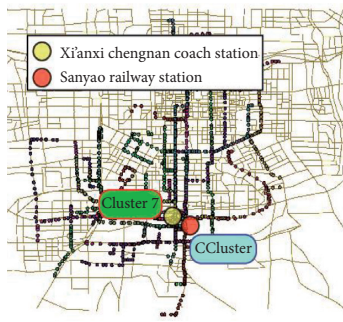 Xi'anxi chengnan coach station
Sanyao railway station
Cluster 7
CCluster